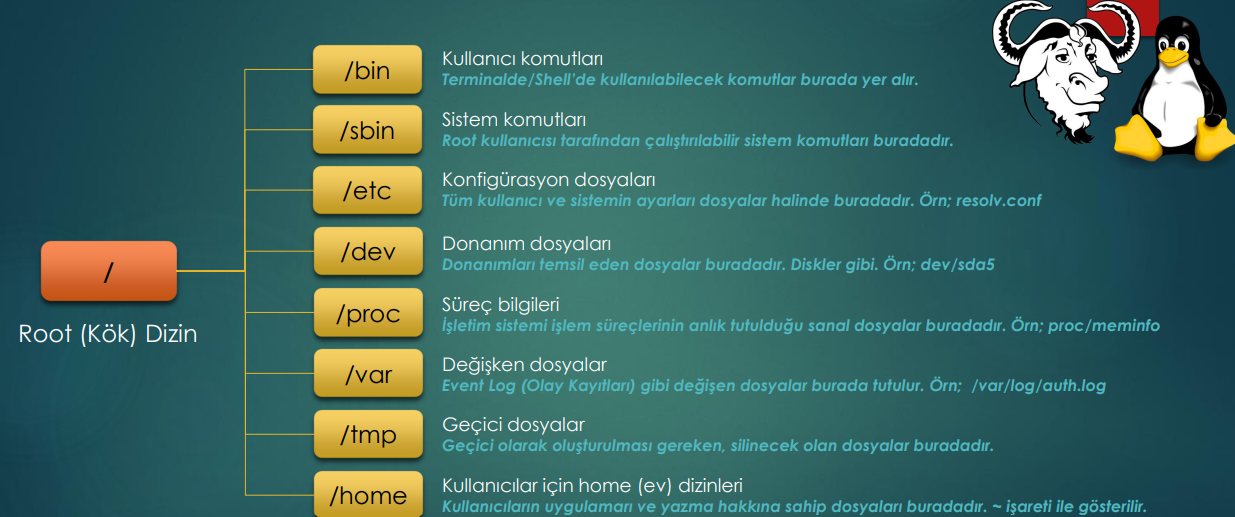 /bin
Kullanıcı komutları
Terminalde/Shell'de kullanılabilecek komutlar burada yer alır.
/sbin
Sistem komutları
Root kullanıcısı tarafından çalıştırılabilir sistem komutları buradadır.
/etc
Konfigürasyon dosyaları
Tüm kullanıcı ve sistemin ayarları dosyalar halinde buradadır. Örn; resolv.conf
/dev
Donanım dosyaları
Donanımları temsil eden dosyalar buradadır. Diskler gibi. Örn; dev/sda5
/
Root (Kök) Dizin
/proc
Süreç bilgileri
İşletim sistemi işlem süreçlerinin anlık tutulduğu sanal dosyalar buradadır. Örn; proc/meminfo
/var
Değişken dosyalar
Event Log (Olay Kayıtları) gibi değişen dosyalar burada tutulur. Örn; /var/log/auth.log
/tmp
Geçici dosyalar
Geçici olarak oluşturulması gereken, silinecek olan dosyalar buradadır.
/home
Kullanıcılar için home (ev) dizinleri
Kullanıcıların uygulamarı ve yazma hakkına sahip dosyaları buradadır. ~ işareti ile gösterilir.